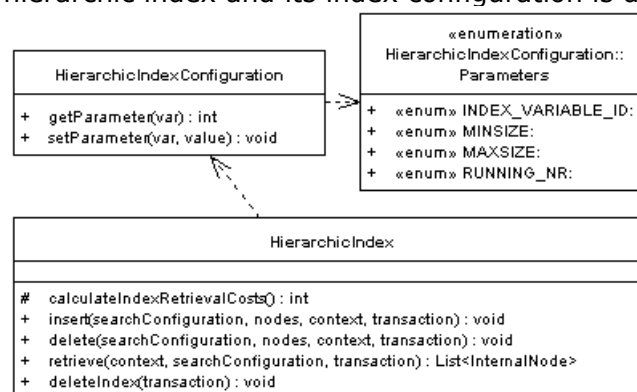 hierarchic index and its index configuration is
HierarchicIndexConfiguration
+ getParameter(var) : int
+ setParameter(var, value) : void
«enumeration»
HierarchicIndexConfiguration::
Parameters
+ «enum» INDEX_VARIABLE_ID:
+ «enum» MINSIZE:
+ «enum» MAXSIZE:
+ «enum» RUNNING_NR:
HierarchicIndex
# calculateIndexRetrievalCosts() : int
+ insert(searchConfiguration, nodes, context, transaction) : void
+ delete(searchConfiguration, nodes, context, transaction) : void
+ retrieve(context, searchConfiguration, transaction) : List<InternalNode>
+ deleteIndex(transaction) : void